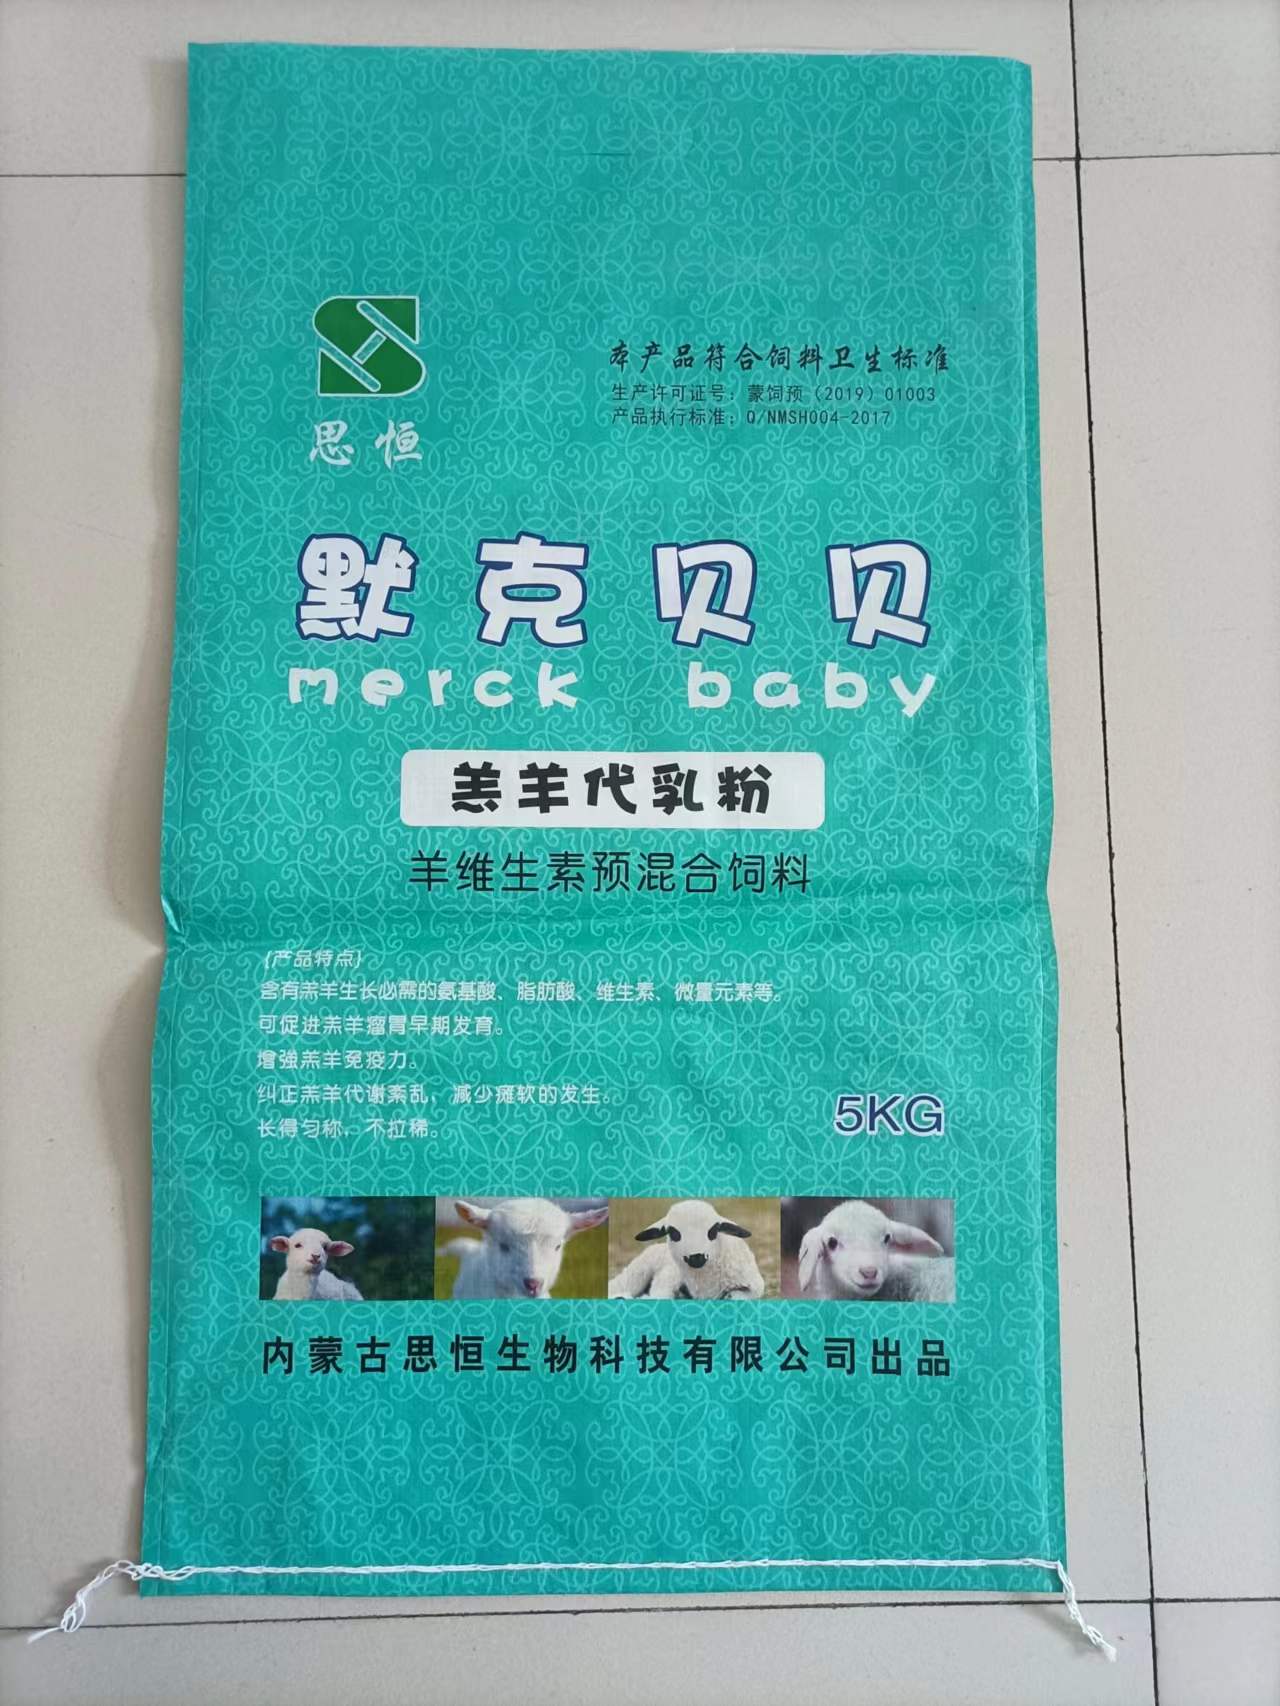 本产品符合饲料卫生标准
生产许可证号：蒙饲预（2019）01003
产品执行标准：Q/NMSH004-2017
思恒
默克贝贝
merck baby
羔羊代乳粉
羊维生素预混合饲料
{产品特点}
含有羔羊生长必需的氨基酸、脂肪酸、维生素、微量元素等。
可促进羔羊瘤胃早期发育。
增强羔羊免疫力。
纠正羔羊代谢紊乱，减少瘫软的发生。
长得匀称，不拉稀。
5KG
内蒙古思恒生物科技有限公司出品